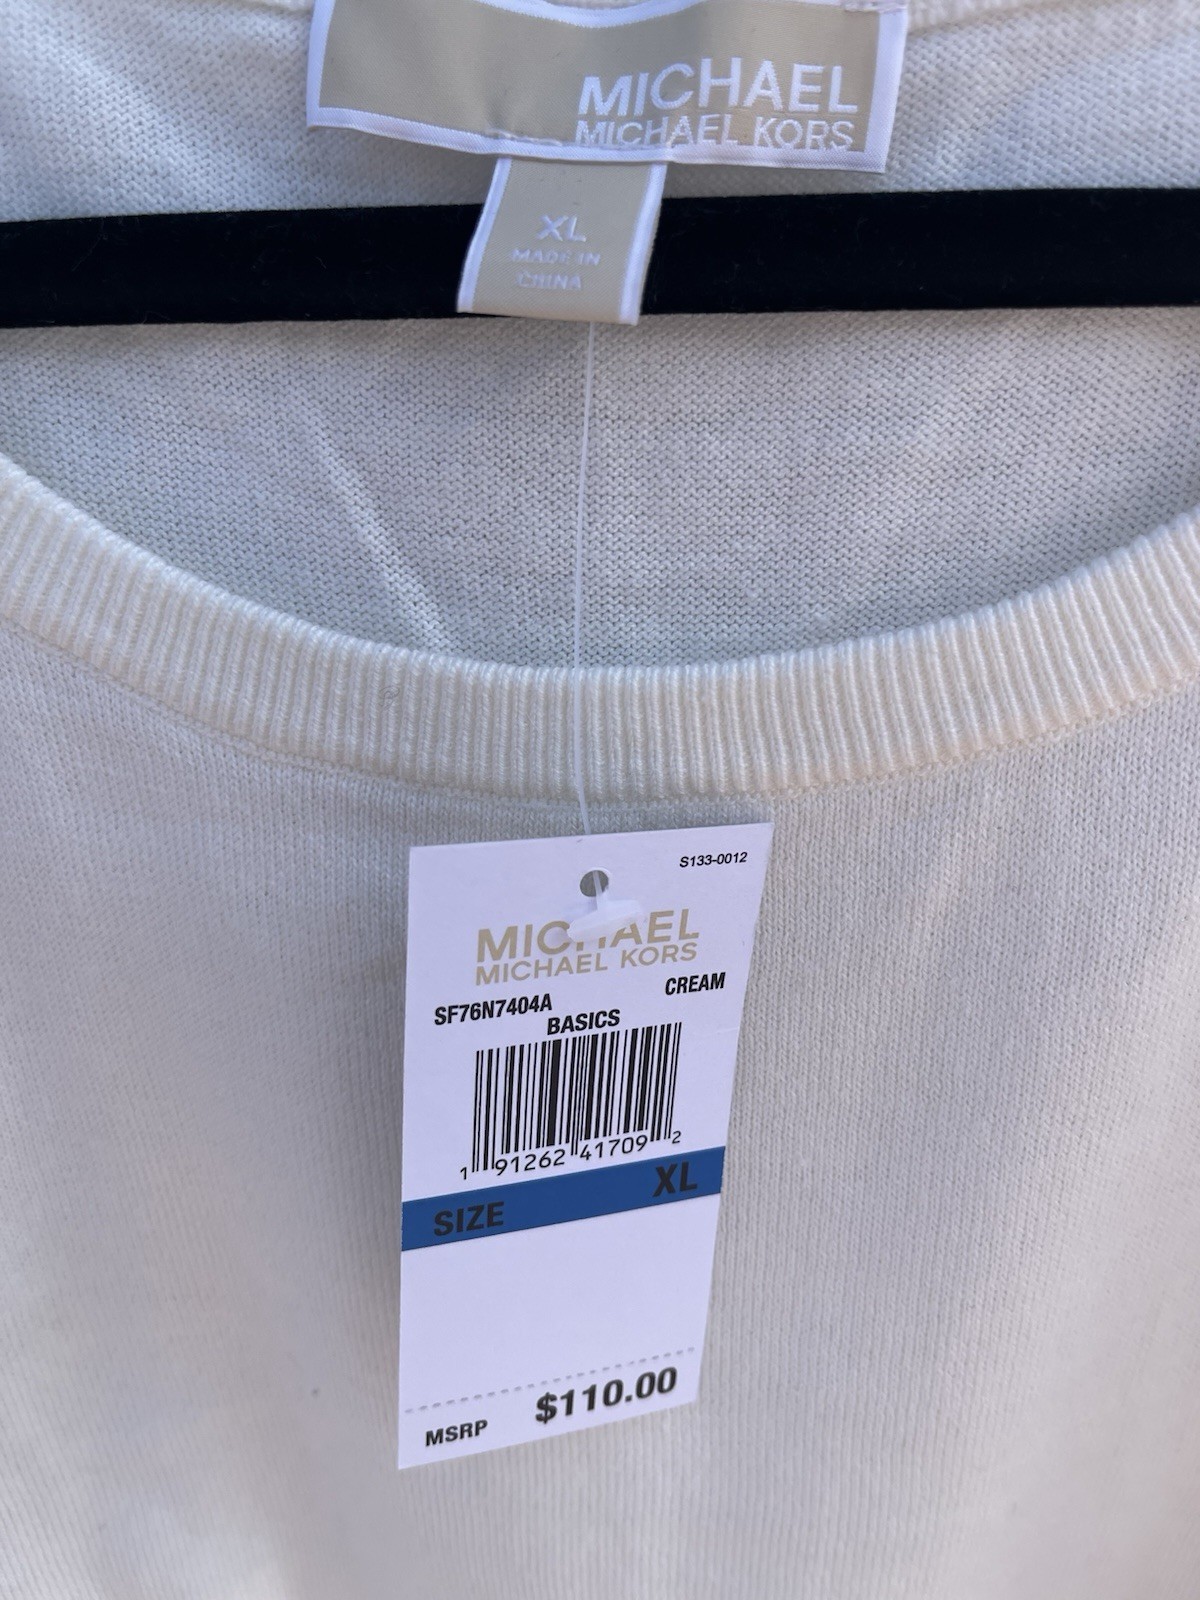 MICHAEL
MICHAEL KORS
XL
MADE IN
CHINA
S133-0012
MICHAEL
MICHAEL KORS
CREAM
SF76N7404A
BASICS
1 91262 41709 2
SIZE XL
MSRP $110.00